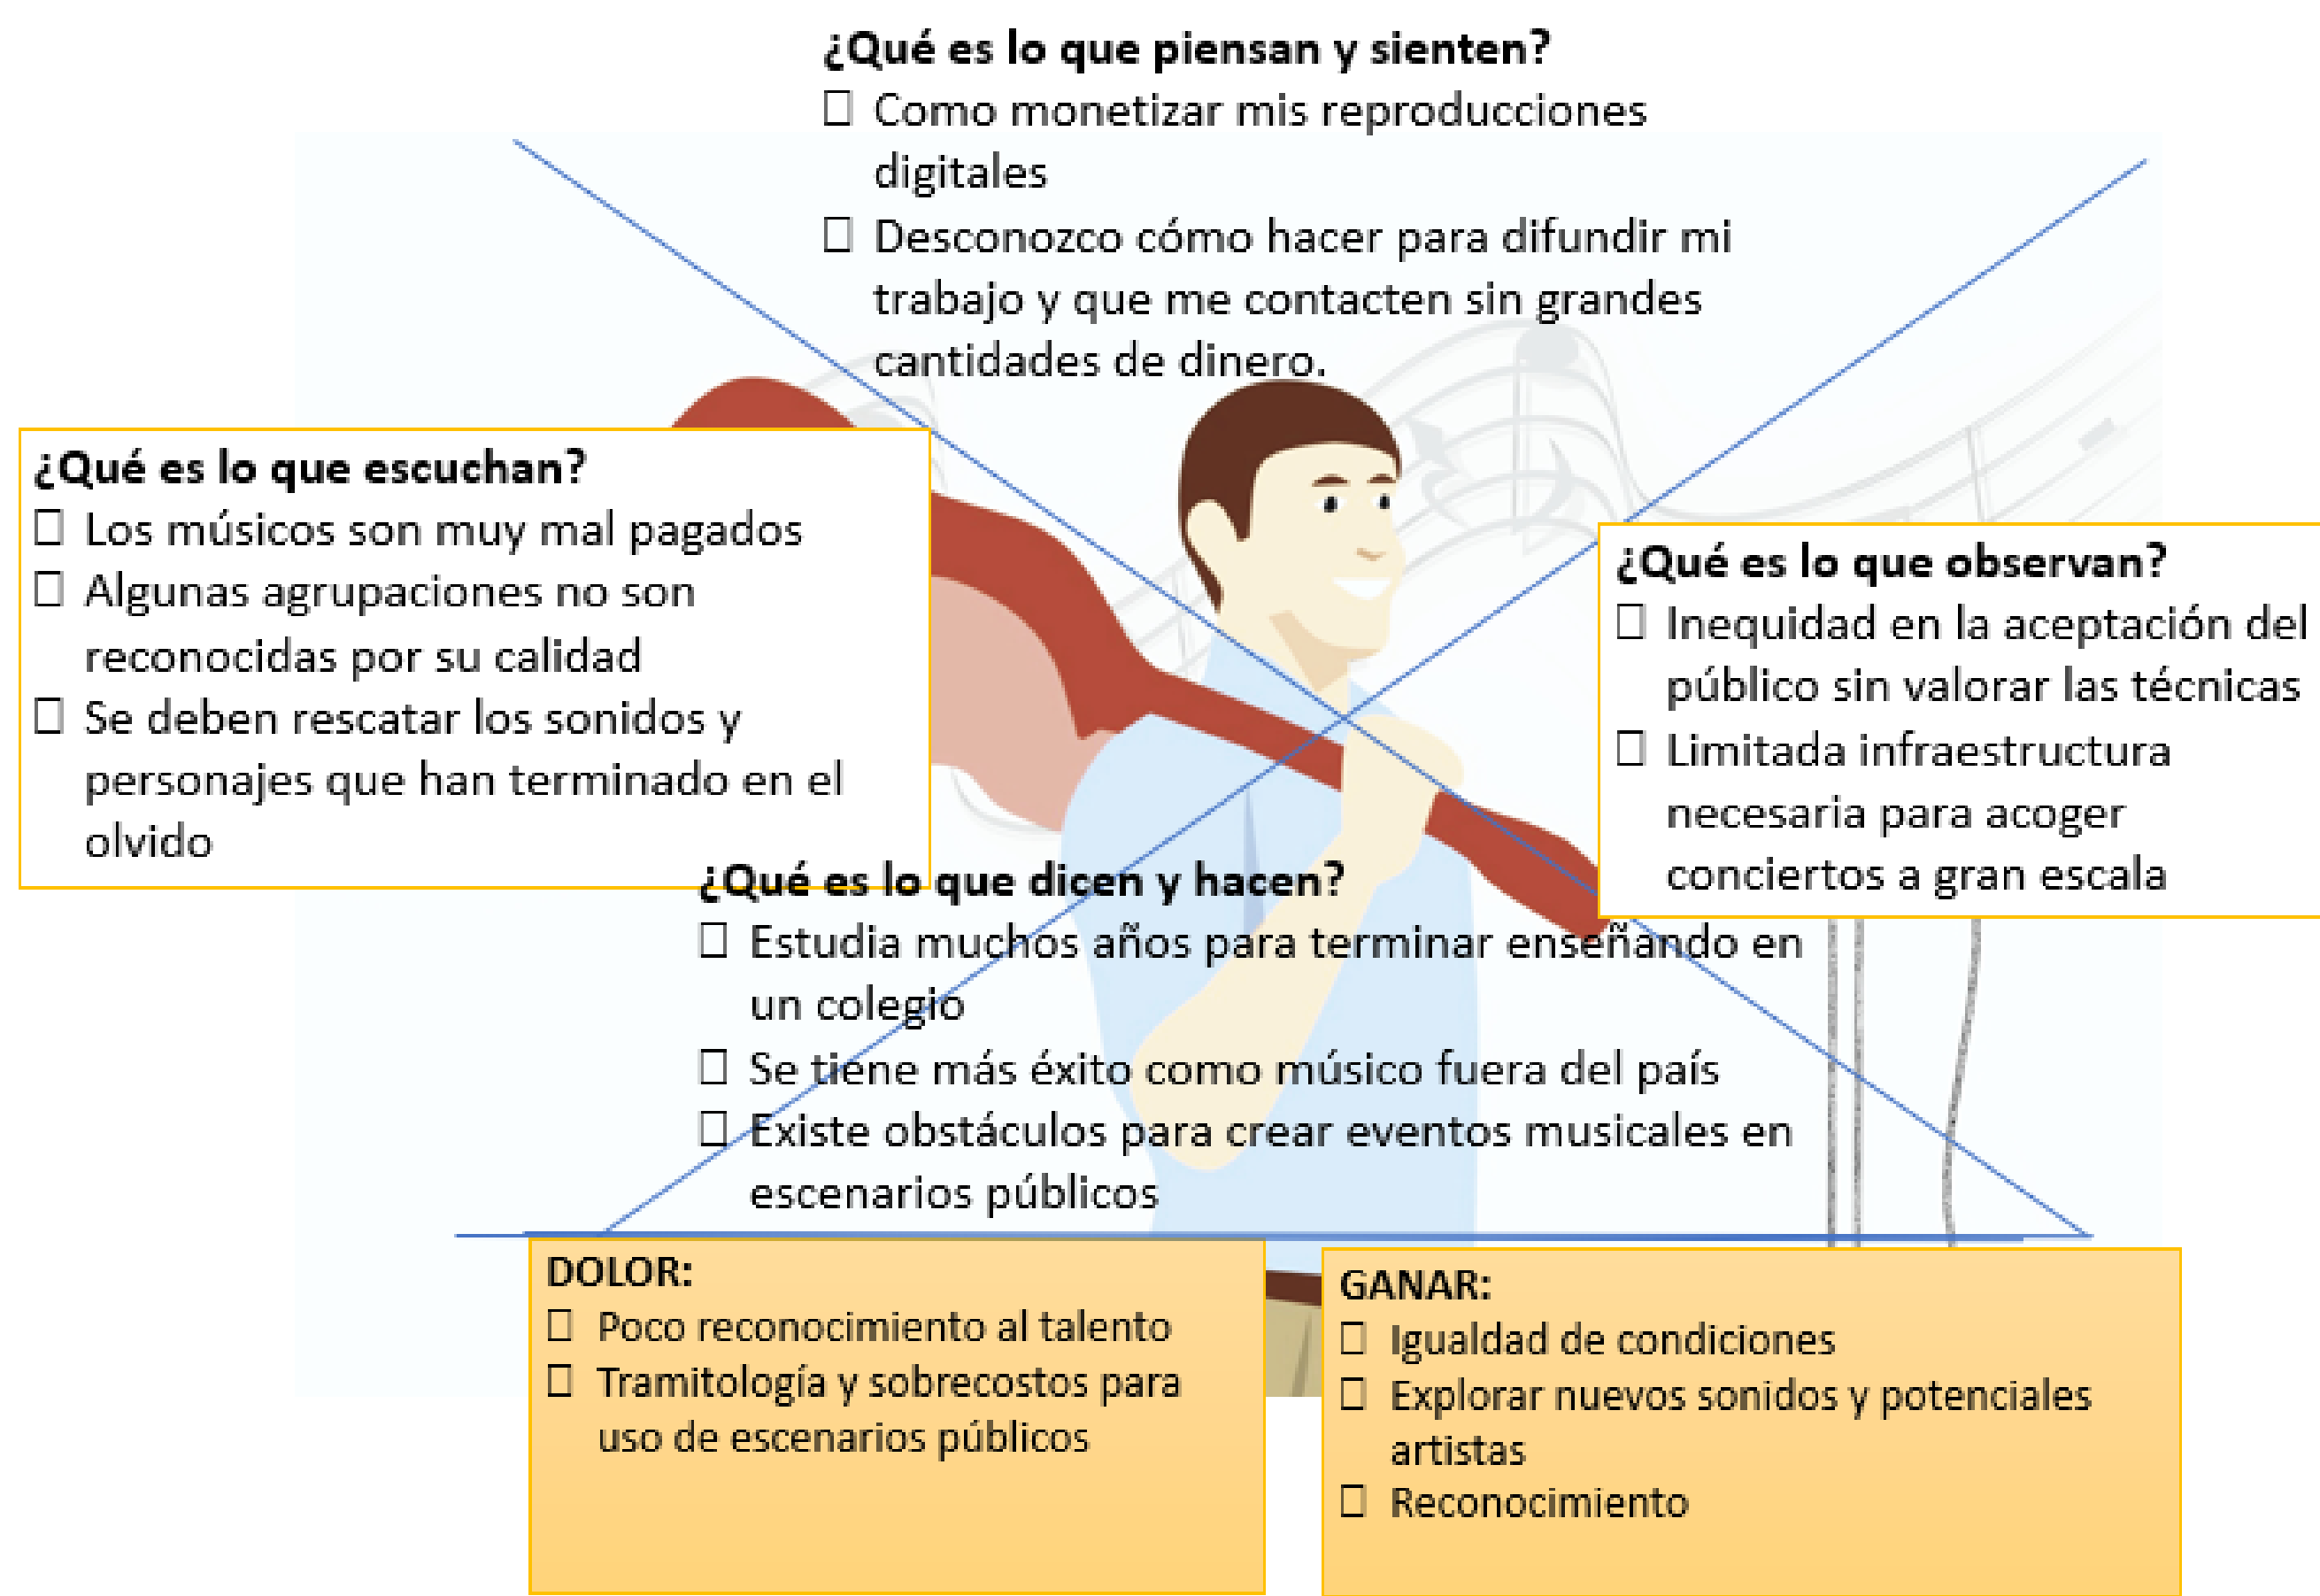 ¿Qué es lo que piensan y sienten?
☐ Como monetizar mis reproducciones
digitales
☐ Desconozco cómo hacer para difundir mi
trabajo y que me contacten sin grandes
cantidades de dinero.
¿Qué es lo que escuchan?
☐ Los músicos son muy mal pagados
☐ Algunas agrupaciones no son
reconocidas por su calidad
☐ Se deben rescatar los sonidos y
personajes que han terminado en el
olvido
¿Qué es lo que observan?
☐ Inequidad en la aceptación del
público sin valorar las técnicas
☐ Limitada infraestructura
necesaria para acoger
conciertos a gran escala
¿Qué es lo que dicen y hacen?
☐ Estudia muchos años para terminar enseñando en
un colegio
☐ Se tiene más éxito como músico fuera del país
☐ Existe obstáculos para crear eventos musicales en
escenarios públicos
DOLOR:
☐ Poco reconocimiento al talento
☐ Tramitología y sobrecostos para
uso de escenarios públicos
GANAR:
☐ Igualdad de condiciones
☐ Explorar nuevos sonidos y potenciales
artistas
☐ Reconocimiento